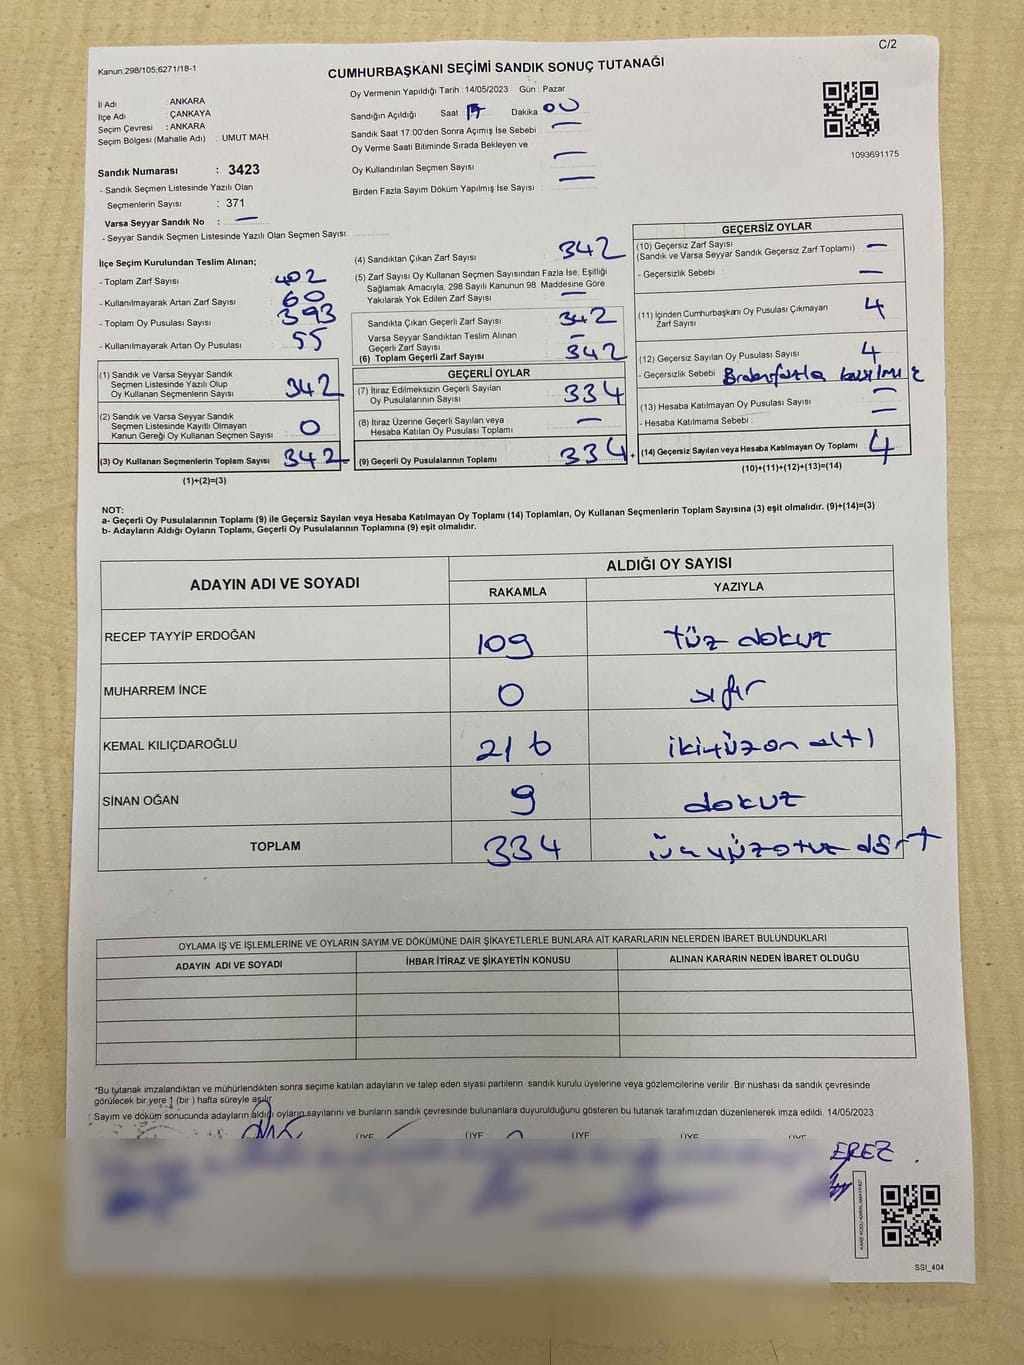 C/2
Kanun:298/105;6271/18-1
CUMHURBAŞKANI SEÇİMİ SANDIK SONUÇ TUTANAĞI
İl Adı : ANKARA
İlçe Adı : ÇANKAYA
Seçim Çevresi : ANKARA
Seçim Bölgesi (Mahalle Adı) : UMUT MAH.
Sandık Numarası : 3423
- Sandık Seçmen Listesinde Yazılı Olan
Seçmenlerin Sayısı : 371
Varsa Seyyar Sandık No : —
- Seyyar Sandık Seçmen Listesinde Yazılı Olan Seçmen Sayısı:
Oy Vermenin Yapıldığı Tarih : 14/05/2023 Gün : Pazar
Sandığın Açıldığı Saat 17 Dakika 00
Sandık Saat 17.00'den Sonra Açımış İse Sebebi : —
Oy Verme Saati Bitiminde Sırada Bekleyen ve
Oy Kullandırılan Seçmen Sayısı : —
Birden Fazla Sayım Döküm Yapılmış İse Sayısı : —
1093691175
İlçe Seçim Kurulundan Teslim Alınan;
- Toplam Zarf Sayısı : 402
- Kullanılmayarak Artan Zarf Sayısı : 60
- Toplam Oy Pusulası Sayısı : 393
- Kullanılmayarak Artan Oy Pusulası : 55
(1) Sandık ve Varsa Seyyar Sandık
Seçmen Listesinde Yazılı Olup
Oy Kullanan Seçmenlerin Sayısı : 342
(2) Sandık ve Varsa Seyyar Sandık
Seçmen Listesinde Kayıtlı Olmayan
Kanun Gereği Oy Kullanan Seçmen Sayısı : 0
(3) Oy Kullanan Seçmenlerin Toplam Sayısı : 342
(1)+(2)=(3)
(4) Sandıktan Çıkan Zarf Sayısı : 342
(5) Zarf Sayısı Oy Kullanan Seçmen Sayısından Fazla İse, Eşitliği
Sağlamak Amacıyla, 298 Sayılı Kanunun 98. Maddesine Göre
Yakılarak Yok Edilen Zarf Sayısı : —
Sandıkta Çıkan Geçerli Zarf Sayısı : 342
Varsa Seyyar Sandıktan Teslim Alınan
Geçerli Zarf Sayısı : —
(6) Toplam Geçerli Zarf Sayısı : 342
GEÇERLİ OYLAR
(7) İtiraz Edilmeksizin Geçerli Sayılan
Oy Pusulalarının Sayısı : 334
(8) İtiraz Üzerine Geçerli Sayılan veya
Hesaba Katılan Oy Pusulası Toplamı : —
(9) Geçerli Oy Pusulalarının Toplamı : 334
GEÇERSİZ OYLAR
(10) Geçersiz Zarf Sayısı
(Sandık ve Varsa Seyyar Sandık Geçersiz Zarf Toplamı) : —
- Geçersizlik Sebebi : —
(11) İçinden Cumhurbaşkanı Oy Pusulası Çıkmayan
Zarf Sayısı : 4
(12) Geçersiz Sayılan Oy Pusulası Sayısı : 4
- Geçersizlik Sebebi
(13) Hesaba Katılmayan Oy Pusulası Sayısı : —
- Hesaba Katılmama Sebebi : —
+ (14) Geçersiz Sayılan veya Hesaba Katılmayan Oy Toplamı : 4
(10)+(11)+(12)+(13)=(14)
NOT:
a- Geçerli Oy Pusulalarının Toplamı (9) ile Geçersiz Sayılan veya Hesaba Katılmayan Oy Toplamı (14) Toplamları, Oy Kullanan Seçmenlerin Toplam Sayısına (3) eşit olmalıdır. (9)+(14)=(3)
b- Adayların Aldığı Oyların Toplamı, Geçerli Oy Pusulalarının Toplamına (9) eşit olmalıdır.
ADAYIN ADI VE SOYADI ALDIĞI OY SAYISI
RAKAMLA YAZIYLA
RECEP TAYYİP ERDOĞAN 109 yüz dokuz
MUHARREM İNCE 0 sıfır
KEMAL KILIÇDAROĞLU 216 ikiyüzon altı
SİNAN OĞAN 9 dokuz
TOPLAM 334 üç yüzotuz dört
OYLAMA İŞ VE İŞLEMLERİNE VE OYLARIN SAYIM VE DÖKÜMÜNE DAİR ŞİKAYETLERLE BUNLARA AİT KARARLARIN NELERDEN İBARET BULUNDUKLARI
ADAYIN ADI VE SOYADI İHBAR İTİRAZ VE ŞİKAYETİN KONUSU ALINAN KARARIN NEDEN İBARET OLDUĞU
*Bu tutanak imzalandıktan ve mühürlendikten sonra seçime katılan adayların ve talep eden siyasi partilerin sandık kurulu üyelerine veya gözlemcilerine verilir. Bir nüshası da sandık çevresinde
görülecek bir yere 1 (bir ) hafta süreyle asılır.
: Sayım ve döküm sonucunda adayların aldığı oyların sayılarını ve bunların sandık çevresinde bulunanlara duyurulduğunu gösteren bu tutanak tarafımızdan düzenlenerek imza edildi. 14/05/2023
ÜYE ÜYE ÜYE ÜYE ÜYE
EREZ
SSI_404